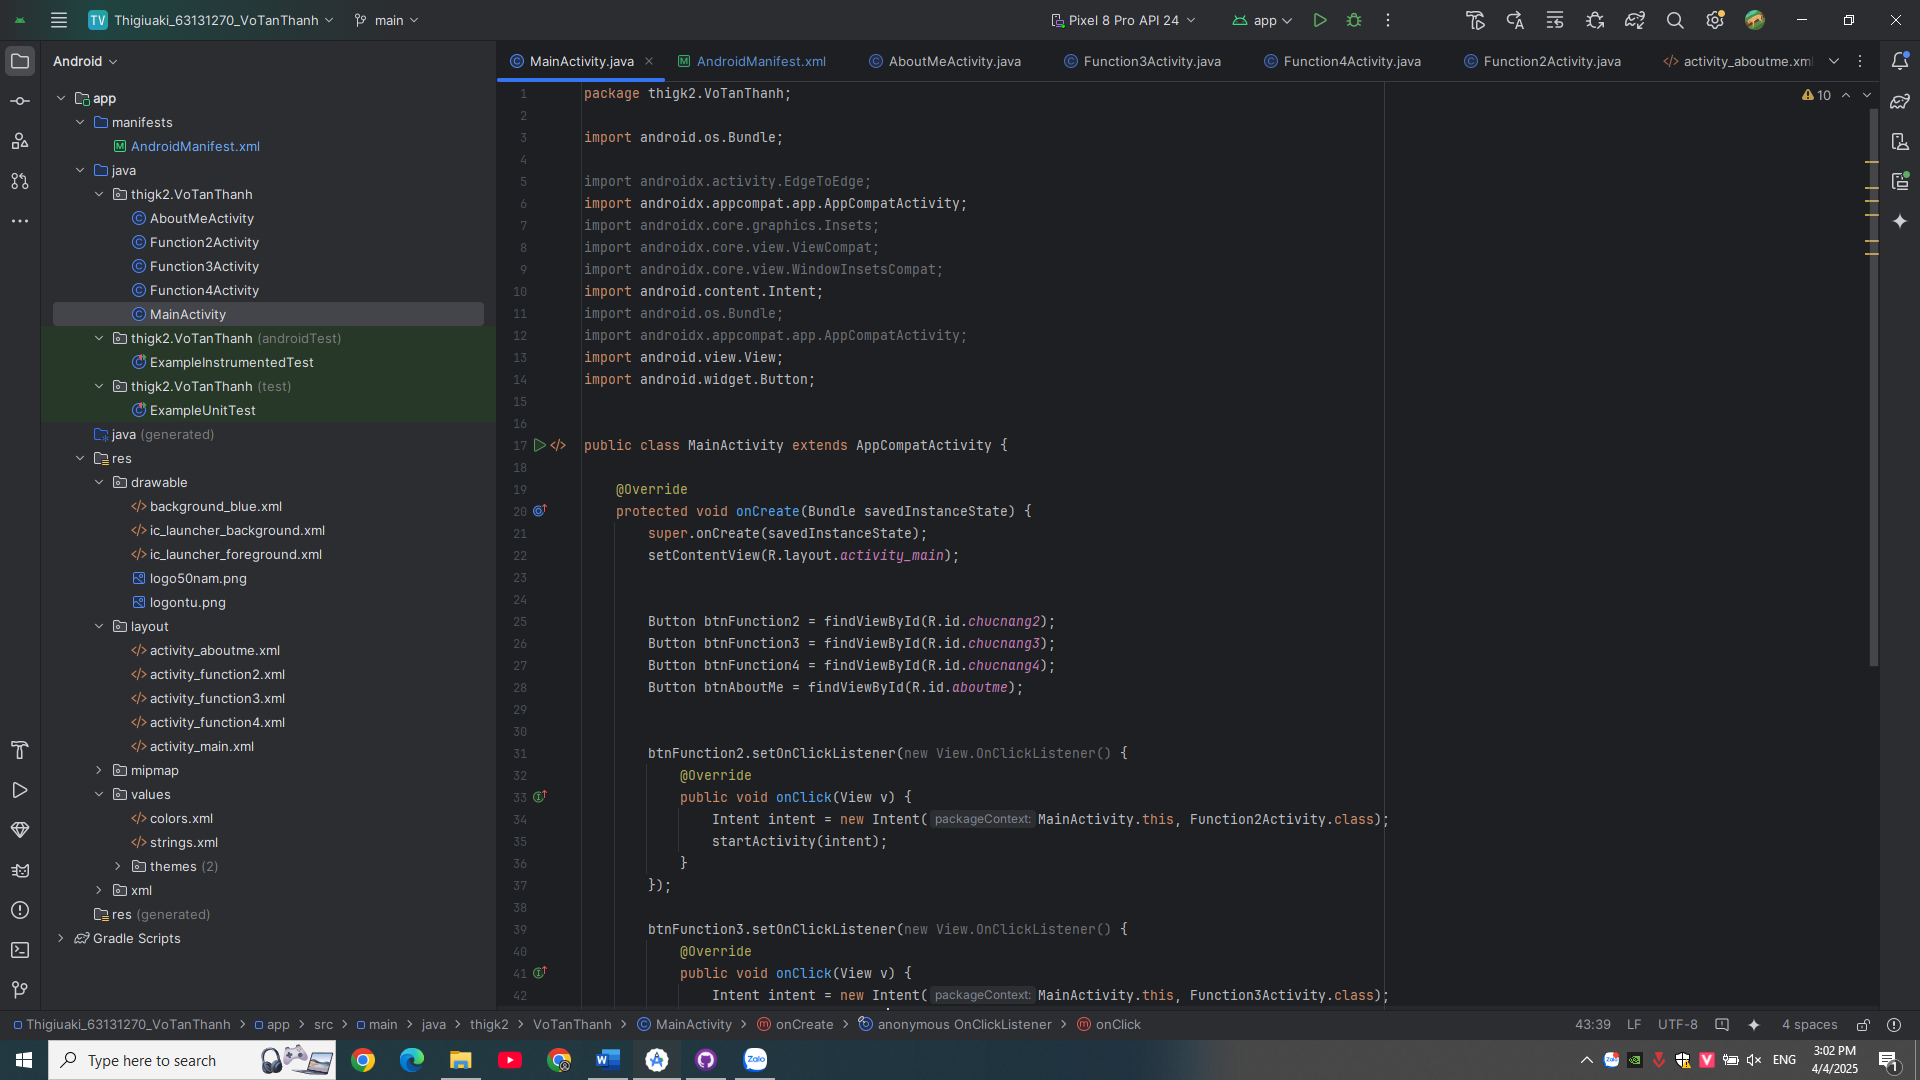 TV Thigiuaki_63131270_VoTanThanh main Pixel 8 Pro API 24 app
Android
MainActivity.java AndroidManifest.xml AboutMeActivity.java Function3Activity.java Function4Activity.java Function2Activity.java activity_aboutme.xml
app
manifests
AndroidManifest.xml
java
thigk2.VoTanThanh
AboutMeActivity
Function2Activity
Function3Activity
Function4Activity
MainActivity
thigk2.VoTanThanh (androidTest)
ExampleInstrumentedTest
thigk2.VoTanThanh (test)
ExampleUnitTest
java (generated)
res
drawable
background_blue.xml
ic_launcher_background.xml
ic_launcher_foreground.xml
logo50nam.png
logontu.png
layout
activity_aboutme.xml
activity_function2.xml
activity_function3.xml
activity_function4.xml
activity_main.xml
mipmap
values
colors.xml
strings.xml
themes (2)
xml
res (generated)
Gradle Scripts
10
1 package thigk2.VoTanThanh;
2
3 import android.os.Bundle;
4
5 import androidx.activity.EdgeToEdge;
6 import androidx.appcompat.app.AppCompatActivity;
7 import androidx.core.graphics.Insets;
8 import androidx.core.view.ViewCompat;
9 import androidx.core.view.WindowInsetsCompat;
10 import android.content.Intent;
11 import android.os.Bundle;
12 import androidx.appcompat.app.AppCompatActivity;
13 import android.view.View;
14 import android.widget.Button;
15
16
17 public class MainActivity extends AppCompatActivity {
18
19 @Override
20 protected void onCreate(Bundle savedInstanceState) {
21 super.onCreate(savedInstanceState);
22 setContentView(R.layout.activity_main);
23
24
25 Button btnFunction2 = findViewById(R.id.chucnang2);
26 Button btnFunction3 = findViewById(R.id.chucnang3);
27 Button btnFunction4 = findViewById(R.id.chucnang4);
28 Button btnAboutMe = findViewById(R.id.aboutme);
29
30
31 btnFunction2.setOnClickListener(new View.OnClickListener() {
32 @Override
33 public void onClick(View v) {
34 Intent intent = new Intent( packageContext: MainActivity.this, Function2Activity.class);
35 startActivity(intent);
36 }
37 });
38
39 btnFunction3.setOnClickListener(new View.OnClickListener() {
40 @Override
41 public void onClick(View v) {
42 Intent intent = new Intent( packageContext: MainActivity.this, Function3Activity.class);
Thigiuaki_63131270_VoTanThanh > app > src > main > java > thigk2 > VoTanThanh > MainActivity > onCreate > anonymous OnClickListener > onClick 43:39 LF UTF-8 4 spaces
Type here to search Zalo ENG 3:02 PM
4/4/2025 1